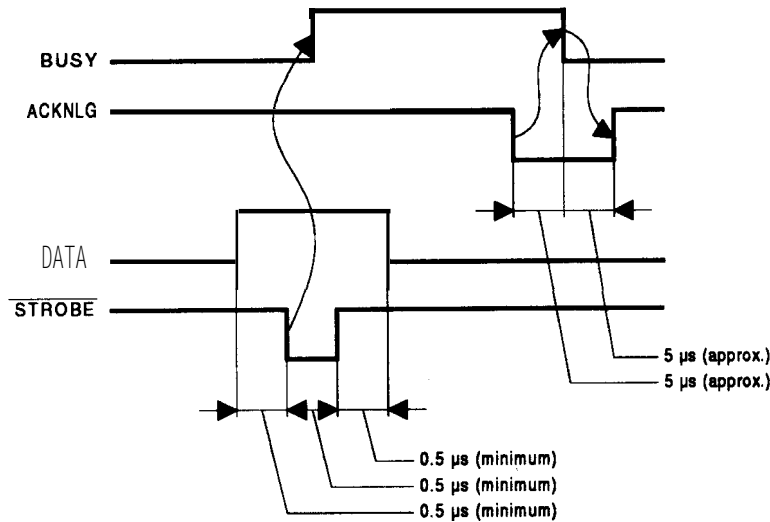 BUSY
ACKNLG
DATA
STROBE
5 µs (approx.)
5 µs (approx.)
0.5 µs (minimum)
0.5 µs (minimum)
0.5 µs (minimum)